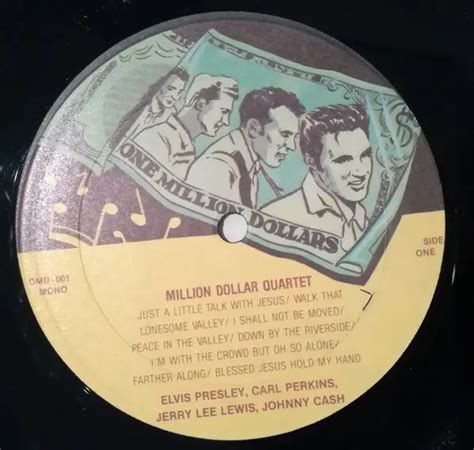 ONE MILLION DOLLARS
SIDE
ONE
OMD-001
MONO
MILLION DOLLAR QUARTET
JUST A LITTLE TALK WITH JESUS/ WALK THAT
LONESOME VALLEY/ I SHALL NOT BE MOVED/
PEACE IN THE VALLEY/ DOWN BY THE RIVERSIDE/
I'M WITH THE CROWD BUT OH SO ALONE/
FARTHER ALONG/ BLESSED JESUS HOLD MY HAND
ELVIS PRESLEY, CARL PERKINS,
JERRY LEE LEWIS, JOHNNY CASH